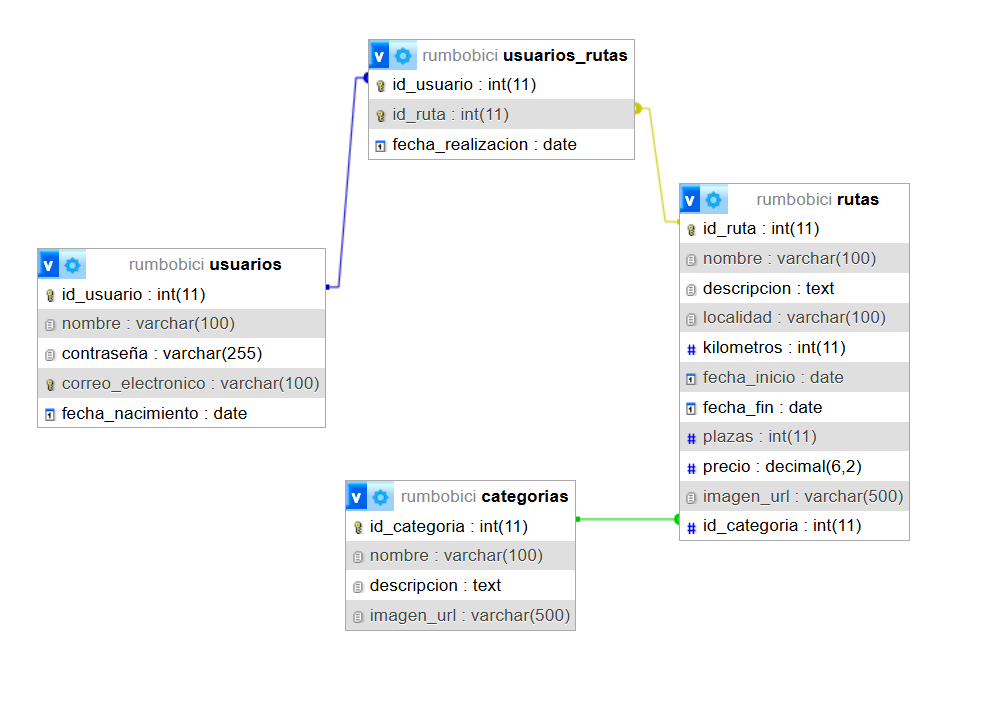 rumbobici usuarios_rutas
id_usuario : int(11)
id_ruta : int(11)
fecha_realizacion : date
rumbobici rutas
id_ruta : int(11)
nombre : varchar(100)
descripcion : text
localidad : varchar(100)
kilometros : int(11)
fecha_inicio : date
fecha_fin : date
plazas : int(11)
precio : decimal(6,2)
imagen_url : varchar(500)
id_categoria : int(11)
rumbobici usuarios
id_usuario : int(11)
nombre : varchar(100)
contraseña : varchar(255)
correo_electronico : varchar(100)
fecha_nacimiento : date
rumbobici categorias
id_categoria : int(11)
nombre : varchar(100)
descripcion : text
imagen_url : varchar(500)